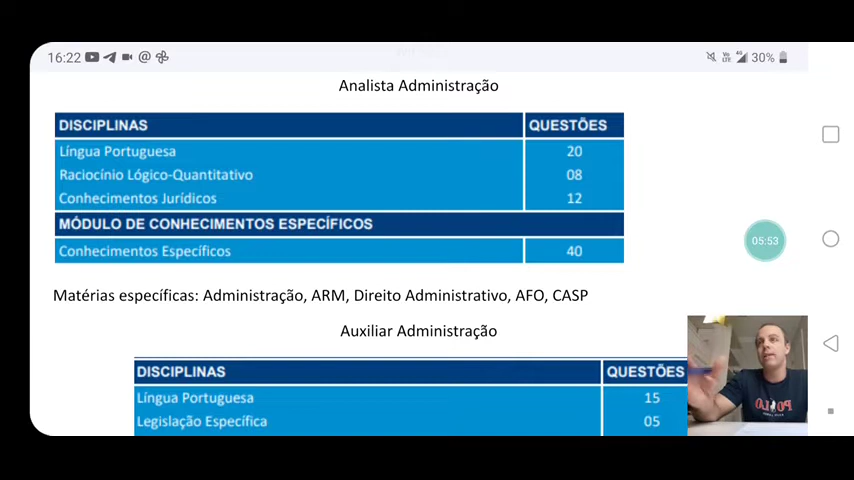 16:22 30%
Analista Administração
DISCIPLINAS QUESTÕES
Língua Portuguesa 20
Raciocínio Lógico-Quantitativo 08
Conhecimentos Jurídicos 12
MÓDULO DE CONHECIMENTOS ESPECÍFICOS
Conhecimentos Específicos 40
05:53
Matérias específicas: Administração, ARM, Direito Administrativo, AFO, CASP
Auxiliar Administração
DISCIPLINAS QUESTÕES
Língua Portuguesa 15
Legislação Específica 05
POLO